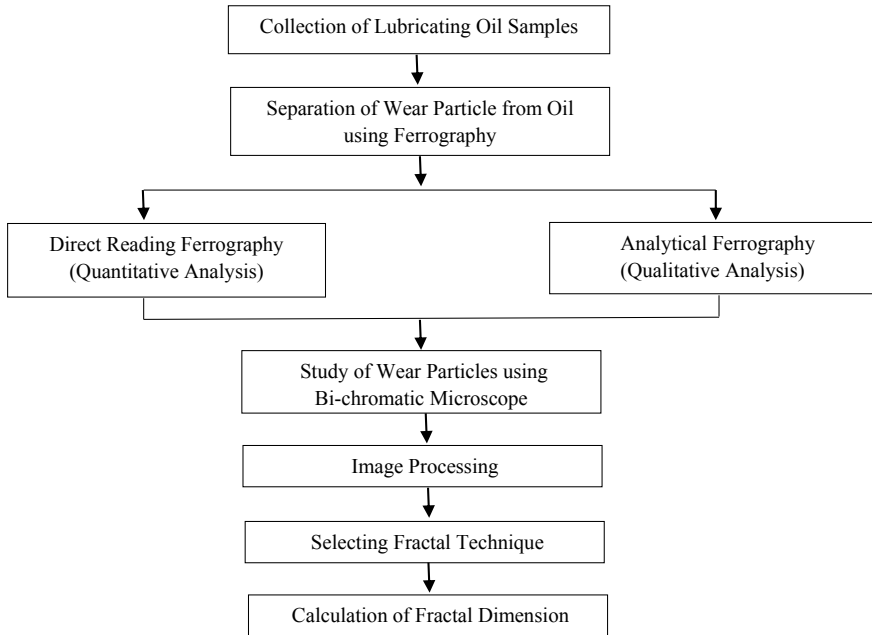 Collection of Lubricating Oil Samples
Separation of Wear Particle from Oil
using Ferrography
Direct Reading Ferrography
(Quantitative Analysis)
Analytical Ferrography
(Qualitative Analysis)
Study of Wear Particles using
Bi-chromatic Microscope
Image Processing
Selecting Fractal Technique
Calculation of Fractal Dimension